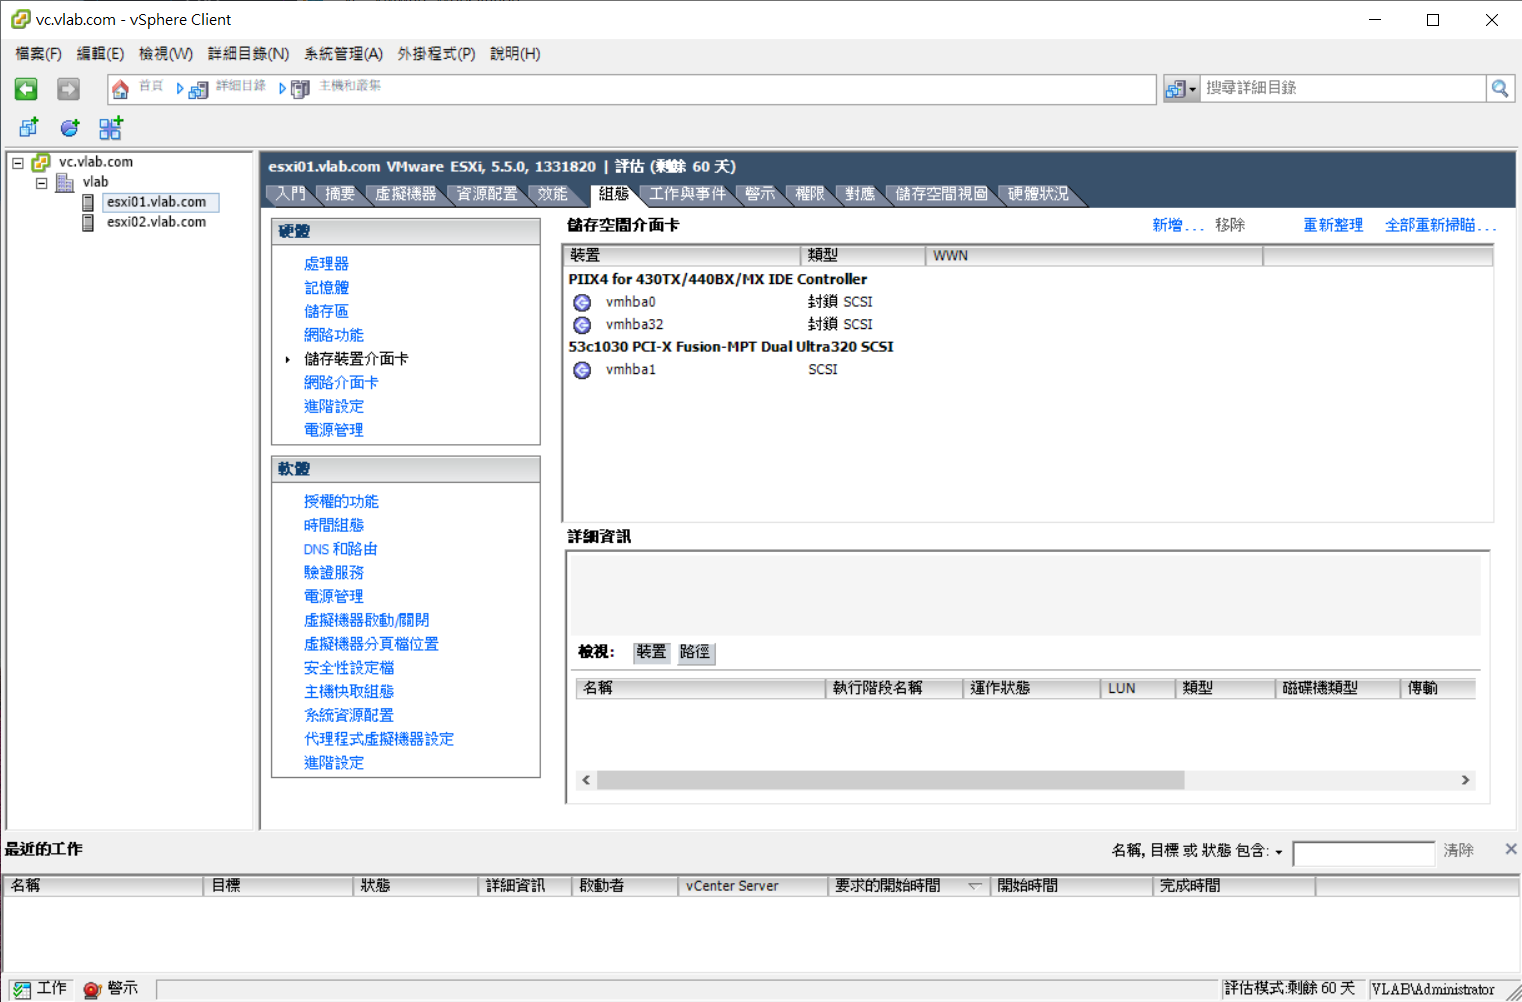 vc.vlab.com - vSphere Client
檔案(F) 編輯(E) 檢視(W) 詳細目錄(N) 系統管理(A) 外掛程式(P) 說明(H)
首頁 詳細目錄 主機和叢集
搜尋詳細目錄
vc.vlab.com
vlab
esxi01.vlab.com
esxi02.vlab.com
esxi01.vlab.com VMware ESXi, 5.5.0, 1331820 | 評估 (剩餘 60 天)
入門 摘要 虛擬機器 資源配置 效能 組態 工作與事件 警示 權限 對應 儲存空間視圖 硬體狀況
硬體
處理器
記憶體
儲存區
網路功能
儲存裝置介面卡
網路介面卡
進階設定
電源管理
軟體
授權的功能
時間組態
DNS 和路由
驗證服務
電源管理
虛擬機器啟動/關閉
虛擬機器分頁檔位置
安全性設定檔
主機快取組態
系統資源配置
代理程式虛擬機器設定
進階設定
儲存空間介面卡
新增... 移除 重新整理 全部重新掃瞄...
裝置 類型 WWN
PIIX4 for 430TX/440BX/MX IDE Controller
vmhba0 封鎖 SCSI
vmhba32 封鎖 SCSI
53c1030 PCI-X Fusion-MPT Dual Ultra320 SCSI
vmhba1 SCSI
詳細資訊
檢視: 裝置 路徑
名稱 執行階段名稱 運作狀態 LUN 類型 磁碟機類型 傳輸
最近的工作
名稱, 目標 或 狀態 包含: 清除
名稱 目標 狀態 詳細資訊 啟動者 vCenter Server 要求的開始時間 開始時間 完成時間
工作 警示
評估模式:剩餘 60 天 VLAB\Administrator